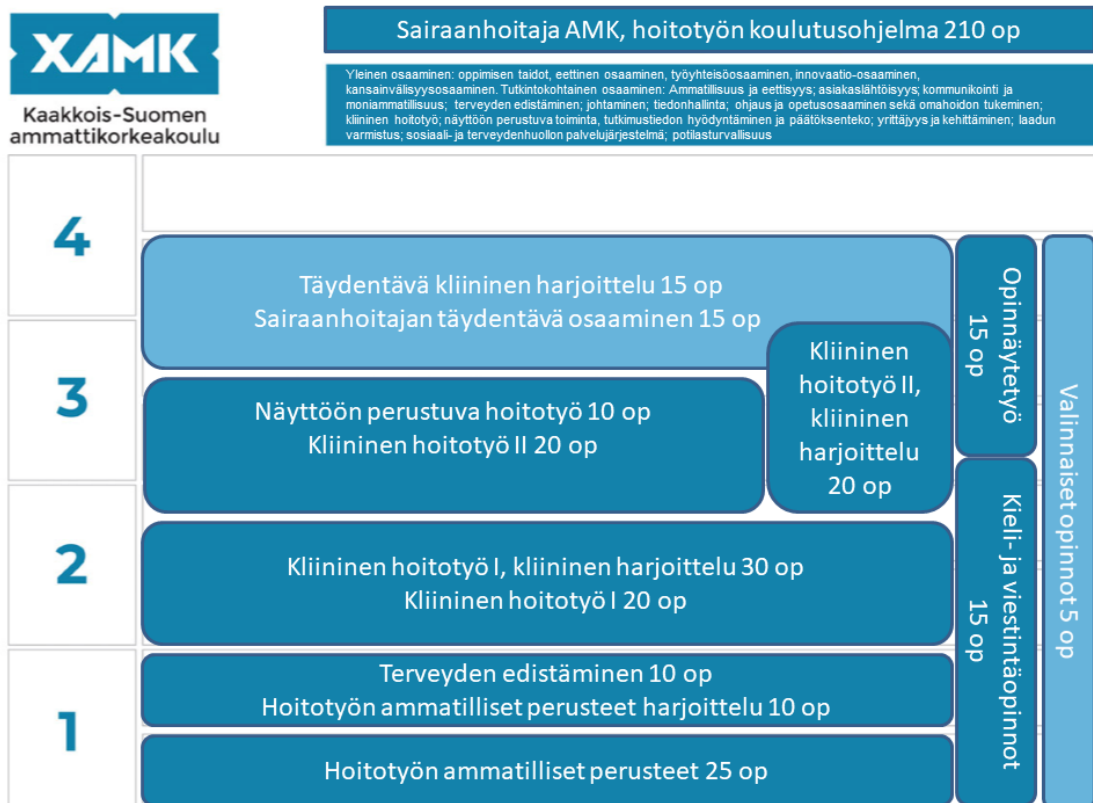 XAMK
Kaakkois-Suomen
ammattikorkeakoulu
Sairaanhoitaja AMK, hoitotyön koulutusohjelma 210 op
Yleinen osaaminen: oppimisen taidot, eettinen osaaminen, työyhteisöosaaminen, innovaatio-osaaminen,
kansainvälisyysosaaminen. Tutkintokohtainen osaaminen: Ammatillisuus ja eettisyys; asiakaslähtöisyys; kommunikointi ja
moniammatillisuus; terveyden edistäminen; johtaminen; tiedonhallinta; ohjaus ja opetusosaaminen sekä omahoidon tukeminen;
kliininen hoitotyö; näyttöön perustuva toiminta, tutkimustiedon hyödyntäminen ja päätöksenteko; yrittäjyys ja kehittäminen; laadun
varmistus; sosiaali- ja terveydenhuollon palvelujärjestelmä; potilasturvallisuus
4
Täydentävä kliininen harjoittelu 15 op
Sairaanhoitajan täydentävä osaaminen 15 op
3
Näyttöön perustuva hoitotyö 10 op
Kliininen hoitotyö II 20 op
Kliininen
hoitotyö II,
kliininen
harjoittelu
20 op
2
Kliininen hoitotyö I, kliininen harjoittelu 30 op
Kliininen hoitotyö I 20 op
1
Terveyden edistäminen 10 op
Hoitotyön ammatilliset perusteet harjoittelu 10 op
Hoitotyön ammatilliset perusteet 25 op
Opinnäytetyö
15 op
Kieli- ja viestintäopinnot
15 op
Valinnaiset opinnot 5 op